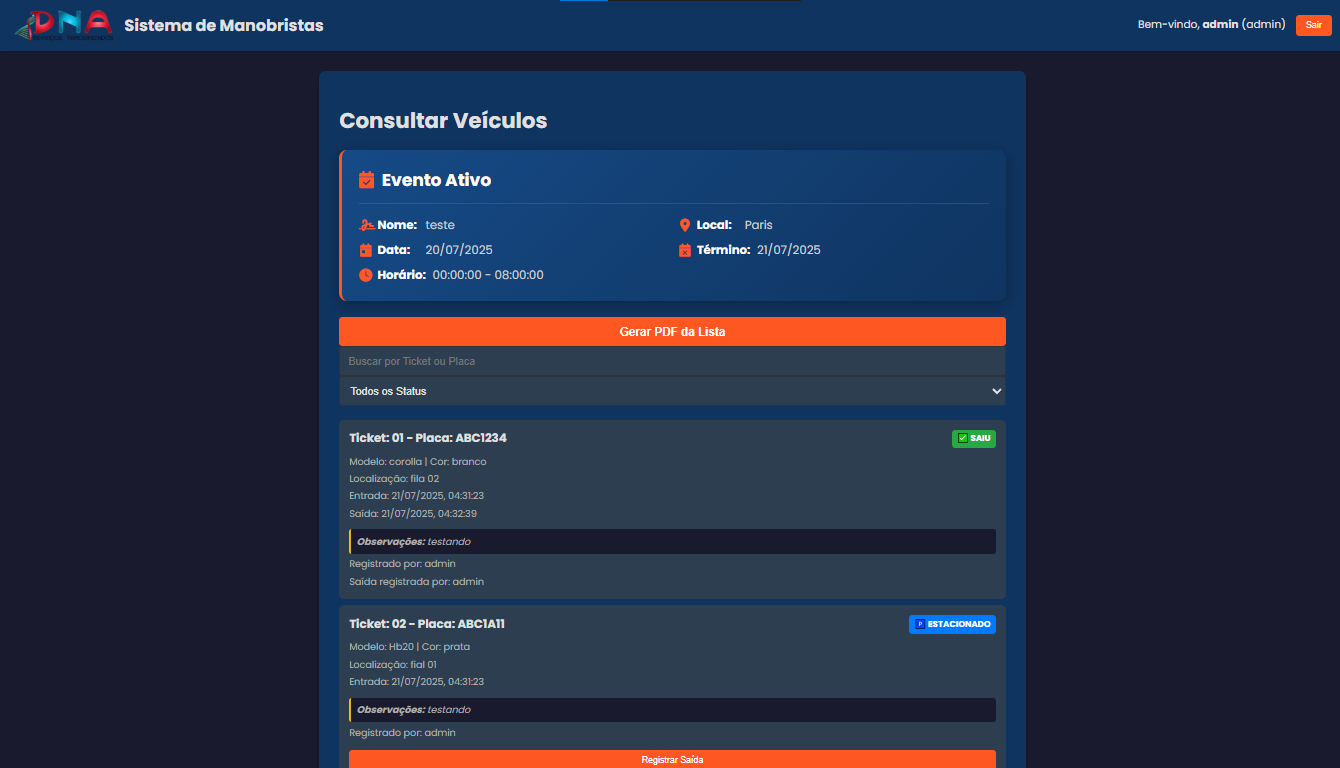 DNA
Sistema de Manobristas
Bem-vindo, admin (admin)
Sair
Consultar Veículos
Evento Ativo
Nome: teste
Local: Paris
Data: 20/07/2025
Término: 21/07/2025
Horário: 00:00:00 - 08:00:00
Gerar PDF da Lista
Buscar por Ticket ou Placa
Todos os Status
Ticket: 01 - Placa: ABC1234
✅ SAIU
Modelo: corolla | Cor: branco
Localização: fila 02
Entrada: 21/07/2025, 04:31:23
Saída: 21/07/2025, 04:32:39
Observações: testando
Registrado por: admin
Saída registrada por: admin
Ticket: 02 - Placa: ABC1A11
🅿 ESTACIONADO
Modelo: Hb20 | Cor: prata
Localização: fial 01
Entrada: 21/07/2025, 04:31:23
Observações: testando
Registrado por: admin
Registrar Saída